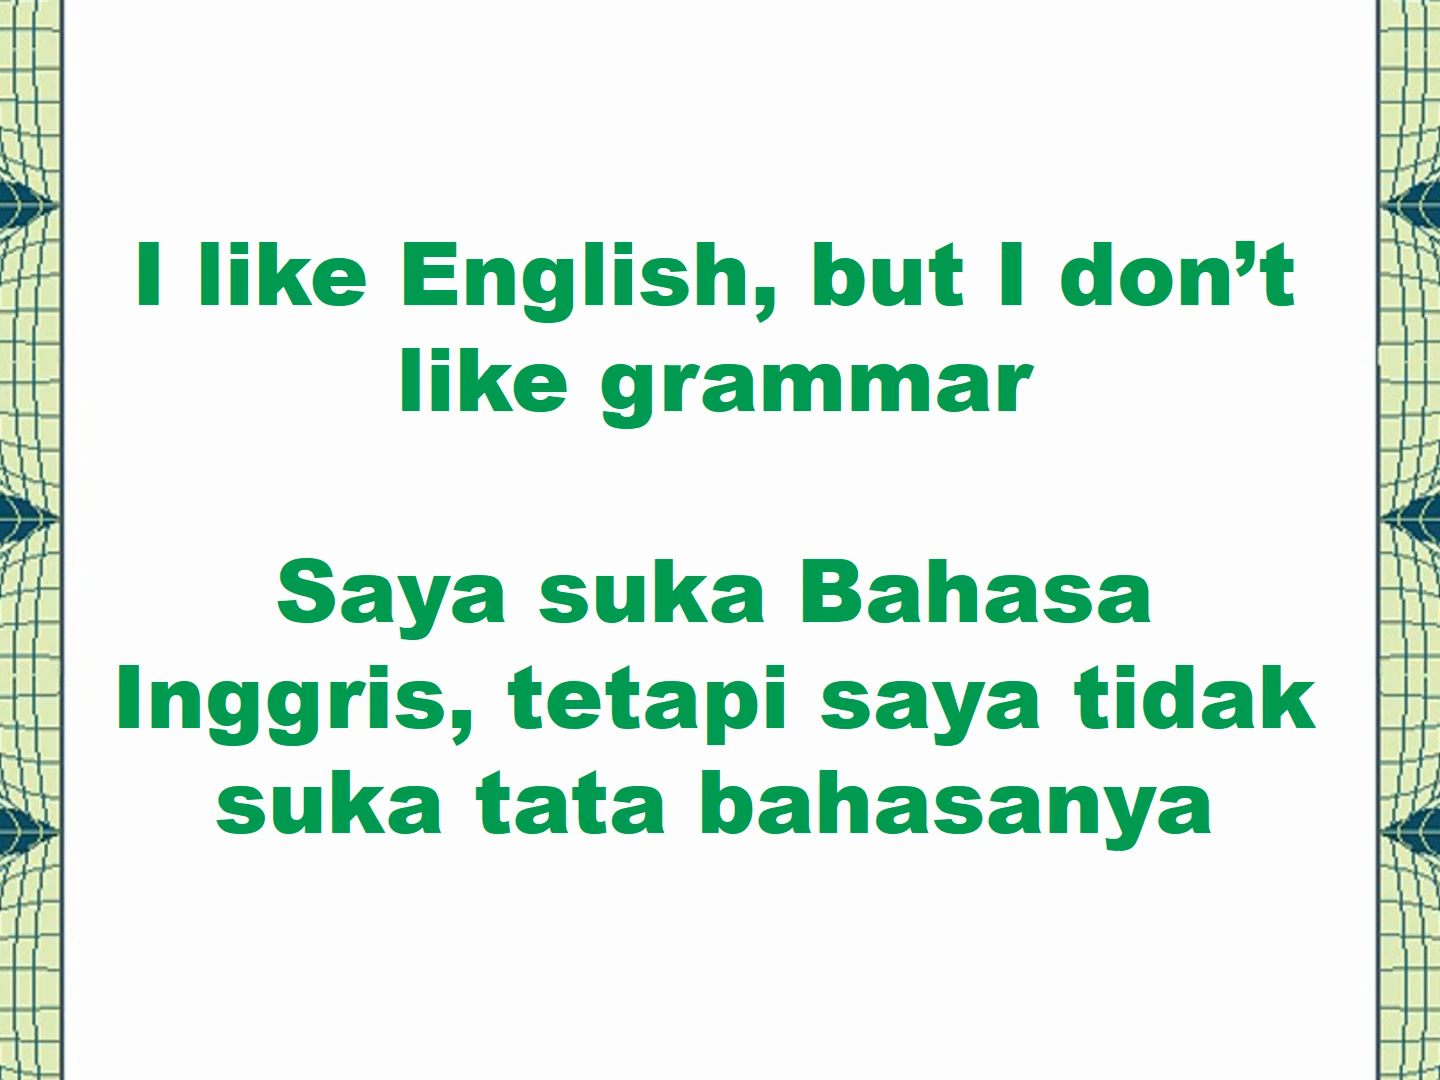 I like English, but I don’t
like grammar
Saya suka Bahasa
Inggris, tetapi saya tidak
suka tata bahasanya